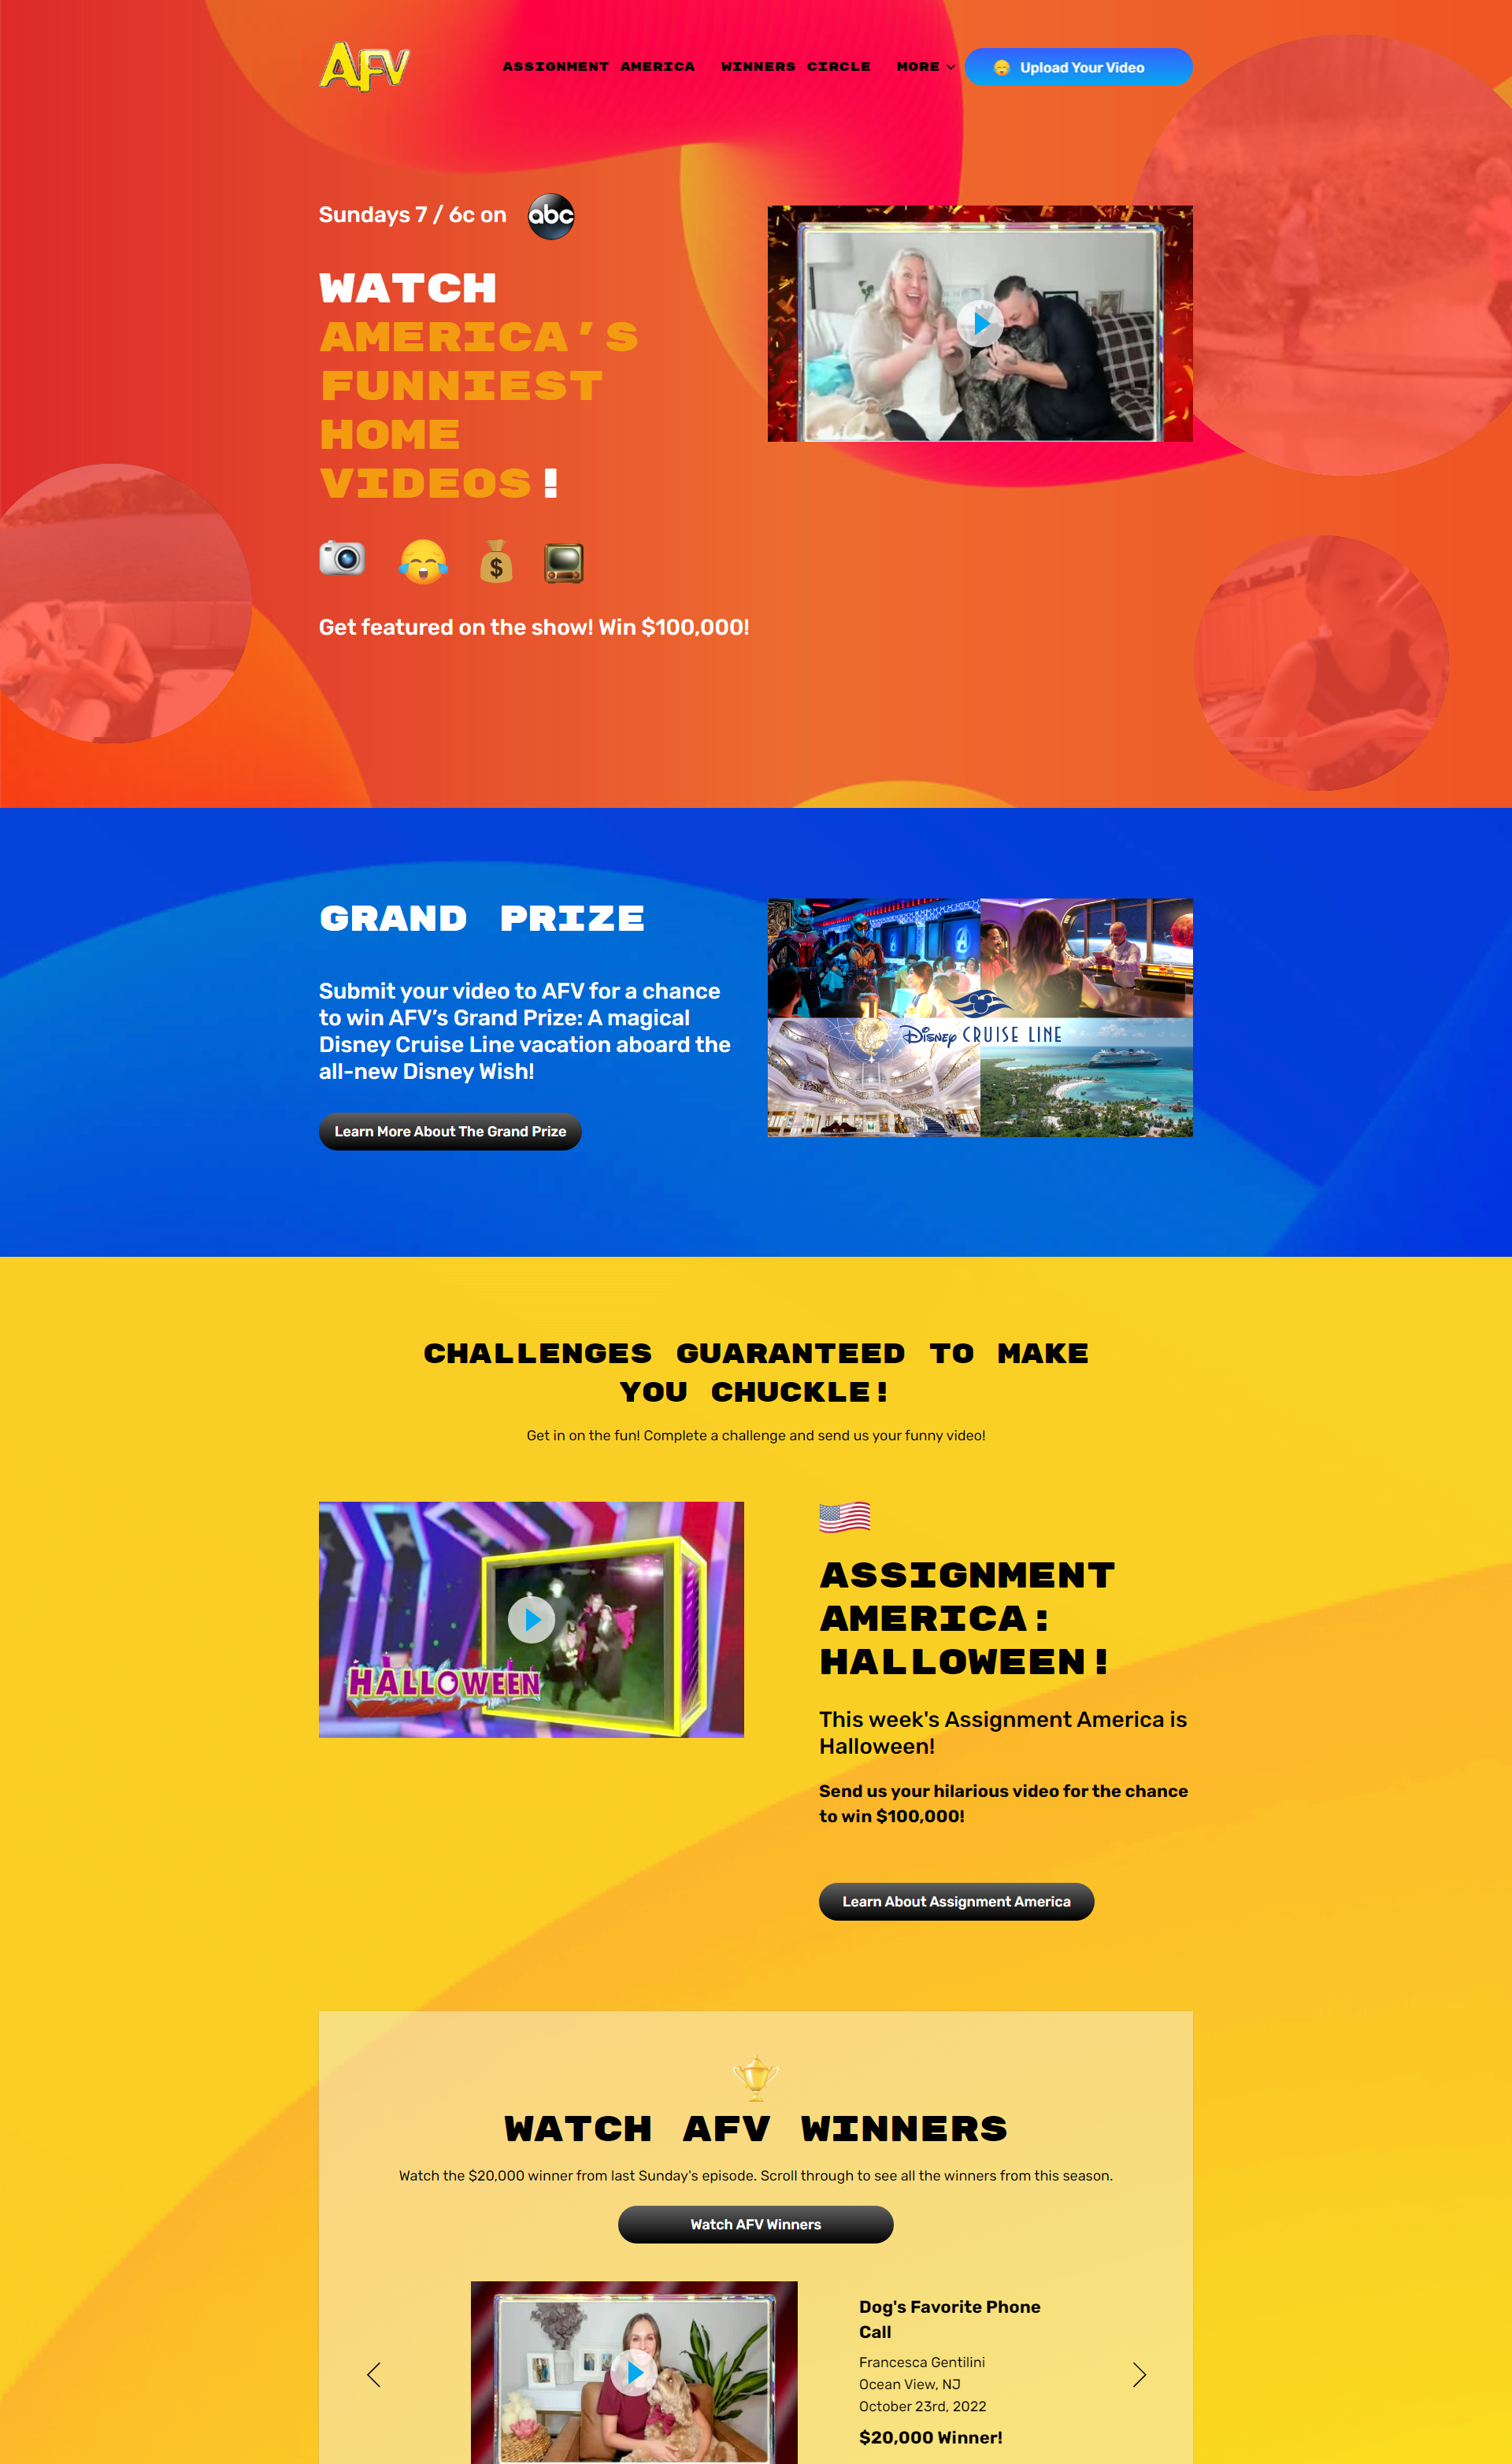 AFV
ASSIGNMENT AMERICA
WINNERS CIRCLE
MORE
Upload Your Video
Sundays 7 / 6c on
abc
WATCH
AMERICA'S
FUNNIEST
HOME
VIDEOS!
$
Get featured on the show! Win $100,000!
GRAND PRIZE
Submit your video to AFV for a chance
to win AFV's Grand Prize: A magical
Disney Cruise Line vacation aboard the
all-new Disney Wish!
Learn More About The Grand Prize
Disney CRUISE LINE
CHALLENGES GUARANTEED TO MAKE
YOU CHUCKLE!
Get in on the fun! Complete a challenge and send us your funny video!
HALLOWEEN
ASSIGNMENT
AMERICA:
HALLOWEEN!
This week's Assignment America is
Halloween!
Send us your hilarious video for the chance
to win $100,000!
Learn About Assignment America
WATCH AFV WINNERS
Watch the $20,000 winner from last Sunday's episode. Scroll through to see all the winners from this season.
Watch AFV Winners
Dog's Favorite Phone
Call
Francesca Gentilini
Ocean View, NJ
October 23rd, 2022
$20,000 Winner!